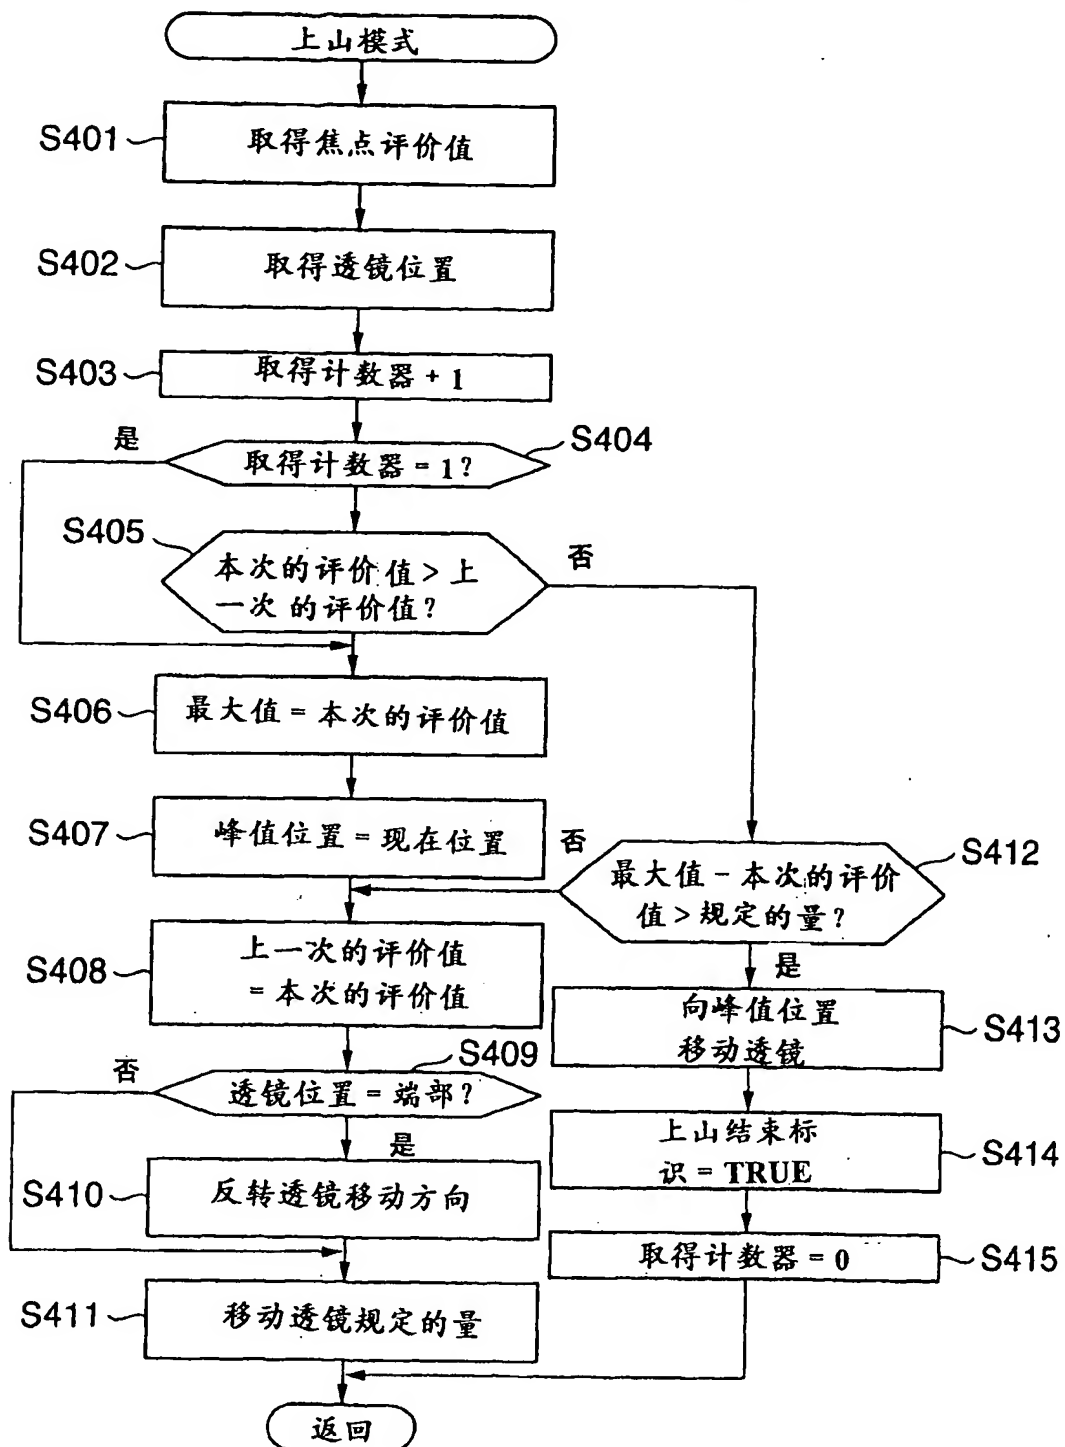 上山模式
S401
取得焦点评价值
S402
取得透镜位置
S403
取得计数器 + 1
是
S404
取得计数器 = 1?
S405
本次的评价值 > 上
一次 的评价值?
否
S406
最大值 = 本次的评价值
S407
峰值位置 = 现在位置
否
S412
最大值 - 本次的评价
值 > 规定的量?
是
S408
上一次的评价值
= 本次的评价值
S413
向峰值位置
移动透镜
S409
否
透镜位置 = 端部?
是
S414
上山结束标
识 = TRUE
S410
反转透镜移动方向
取得计数器 = 0
S415
S411
移动透镜规定的量
返回